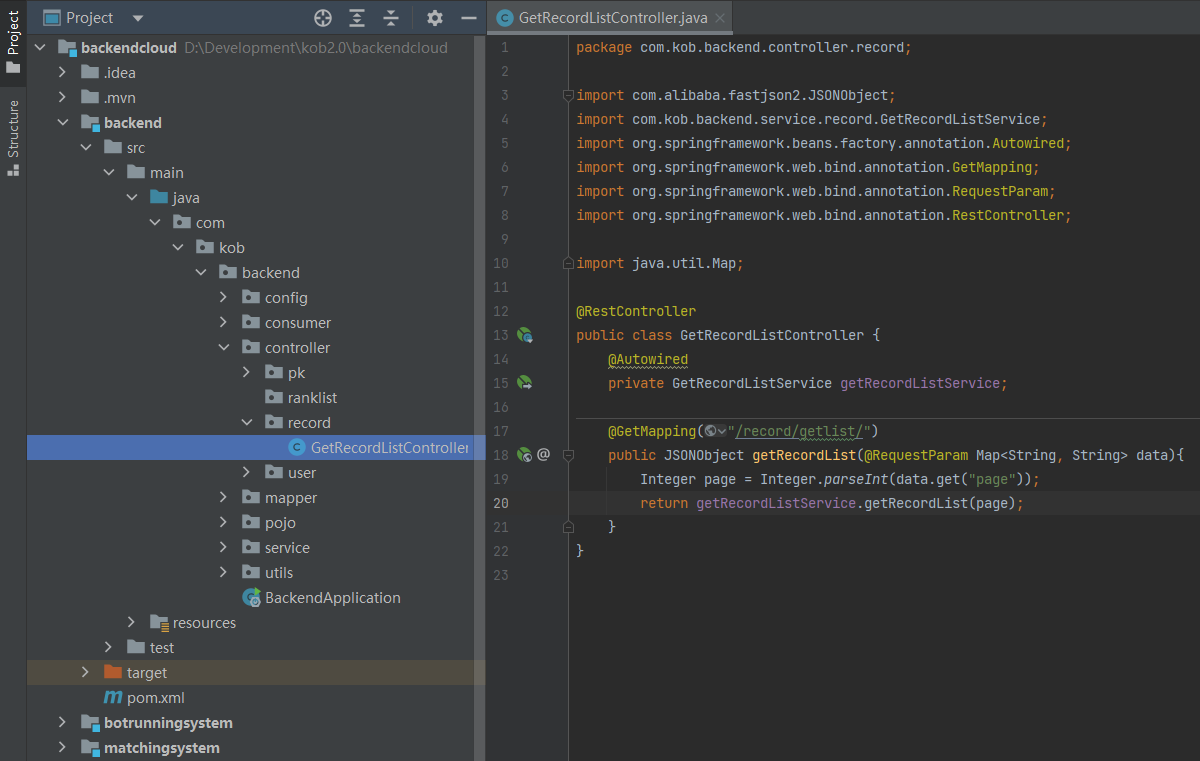 Project
Structure
Project
backendcloud D:\Development\kob2.0\backendcloud
.idea
.mvn
backend
src
main
java
com
kob
backend
config
consumer
controller
pk
ranklist
record
GetRecordListController
user
mapper
pojo
service
utils
BackendApplication
resources
test
target
pom.xml
botrunningsystem
matchingsystem
GetRecordListController.java
1 package com.kob.backend.controller.record;
2
3 import com.alibaba.fastjson2.JSONObject;
4 import com.kob.backend.service.record.GetRecordListService;
5 import org.springframework.beans.factory.annotation.Autowired;
6 import org.springframework.web.bind.annotation.GetMapping;
7 import org.springframework.web.bind.annotation.RequestParam;
8 import org.springframework.web.bind.annotation.RestController;
9
10 import java.util.Map;
11
12 @RestController
13 public class GetRecordListController {
14 @Autowired
15 private GetRecordListService getRecordListService;
16
17 @GetMapping("/record/getlist/")
18 @ public JSONObject getRecordList(@RequestParam Map<String, String> data){
19 Integer page = Integer.parseInt(data.get("page"));
20 return getRecordListService.getRecordList(page);
21 }
22 }
23